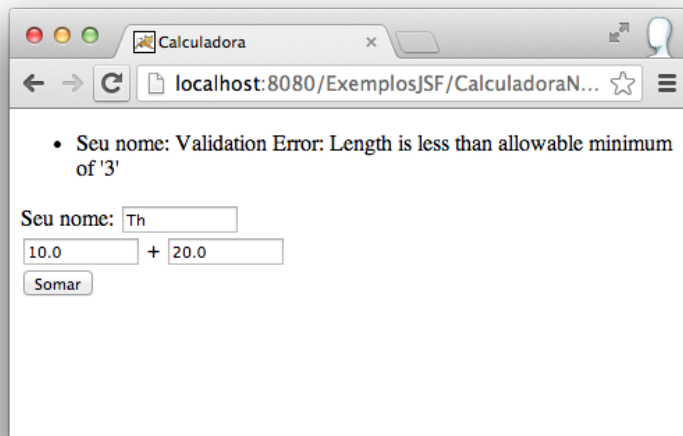 Calculadora
localhost:8080/ExemplosJSF/CalculadoraN...
• Seu nome: Validation Error: Length is less than allowable minimum
of '3'
Seu nome: Th
10.0 + 20.0
Somar